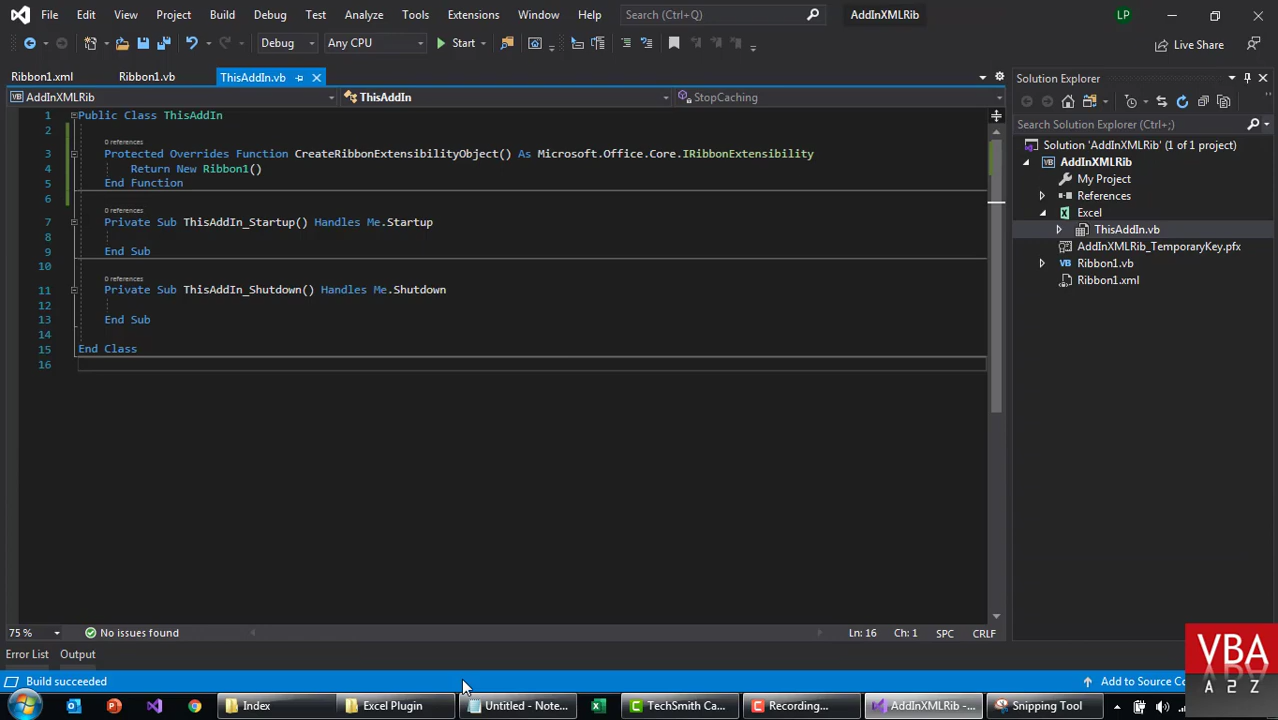 File Edit View Project Build Debug Test Analyze Tools Extensions Window Help Search (Ctrl+Q) AddInXMLRib LP
Debug Any CPU Start Live Share
Ribbon1.xml Ribbon1.vb ThisAddIn.vb
AddInXMLRib ThisAddIn StopCaching
1 Public Class ThisAddIn
2
0 references
3 Protected Overrides Function CreateRibbonExtensibilityObject() As Microsoft.Office.Core.IRibbonExtensibility
4 Return New Ribbon1()
5 End Function
6
0 references
7 Private Sub ThisAddIn_Startup() Handles Me.Startup
8
9 End Sub
10
0 references
11 Private Sub ThisAddIn_Shutdown() Handles Me.Shutdown
12
13 End Sub
14
15 End Class
16
75 % No issues found Ln: 16 Ch: 1 SPC CRLF
Error List Output
Build succeeded Add to Source Co
Solution Explorer
Search Solution Explorer (Ctrl+;)
Solution 'AddInXMLRib' (1 of 1 project)
AddInXMLRib
My Project
References
Excel
ThisAddIn.vb
AddInXMLRib_TemporaryKey.pfx
Ribbon1.vb
Ribbon1.xml
Index Excel Plugin Untitled - Note... TechSmith Ca... Recording... AddInXMLRib -... Snipping Tool
VBA
A 2 Z